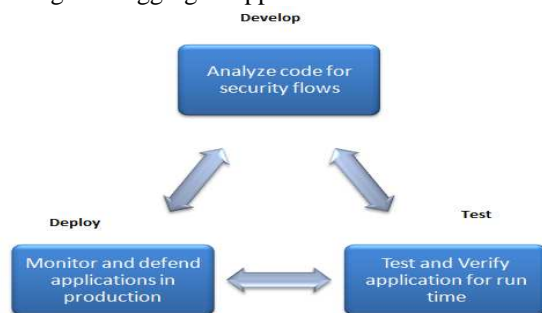 Develop
Analyze code for
security flows
Deploy
Test
Monitor and defend
applications in
production
Test and Verify
application for run
time